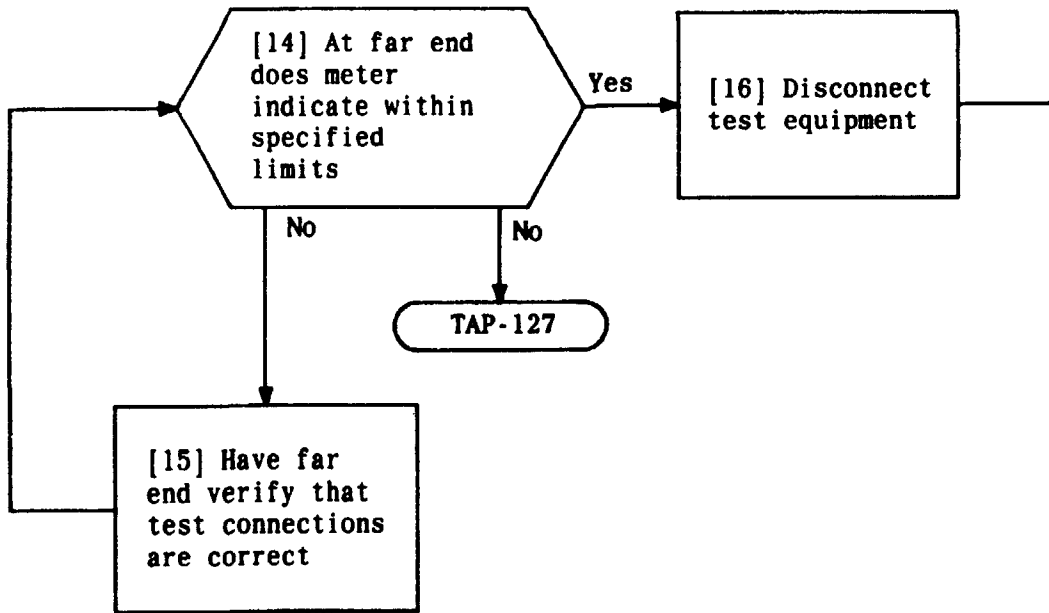 [14] At far end
does meter
indicate within
specified
limits
Yes
[16] Disconnect
test equipment
No
No
TAP-127
[15] Have far
end verify that
test connections
are correct